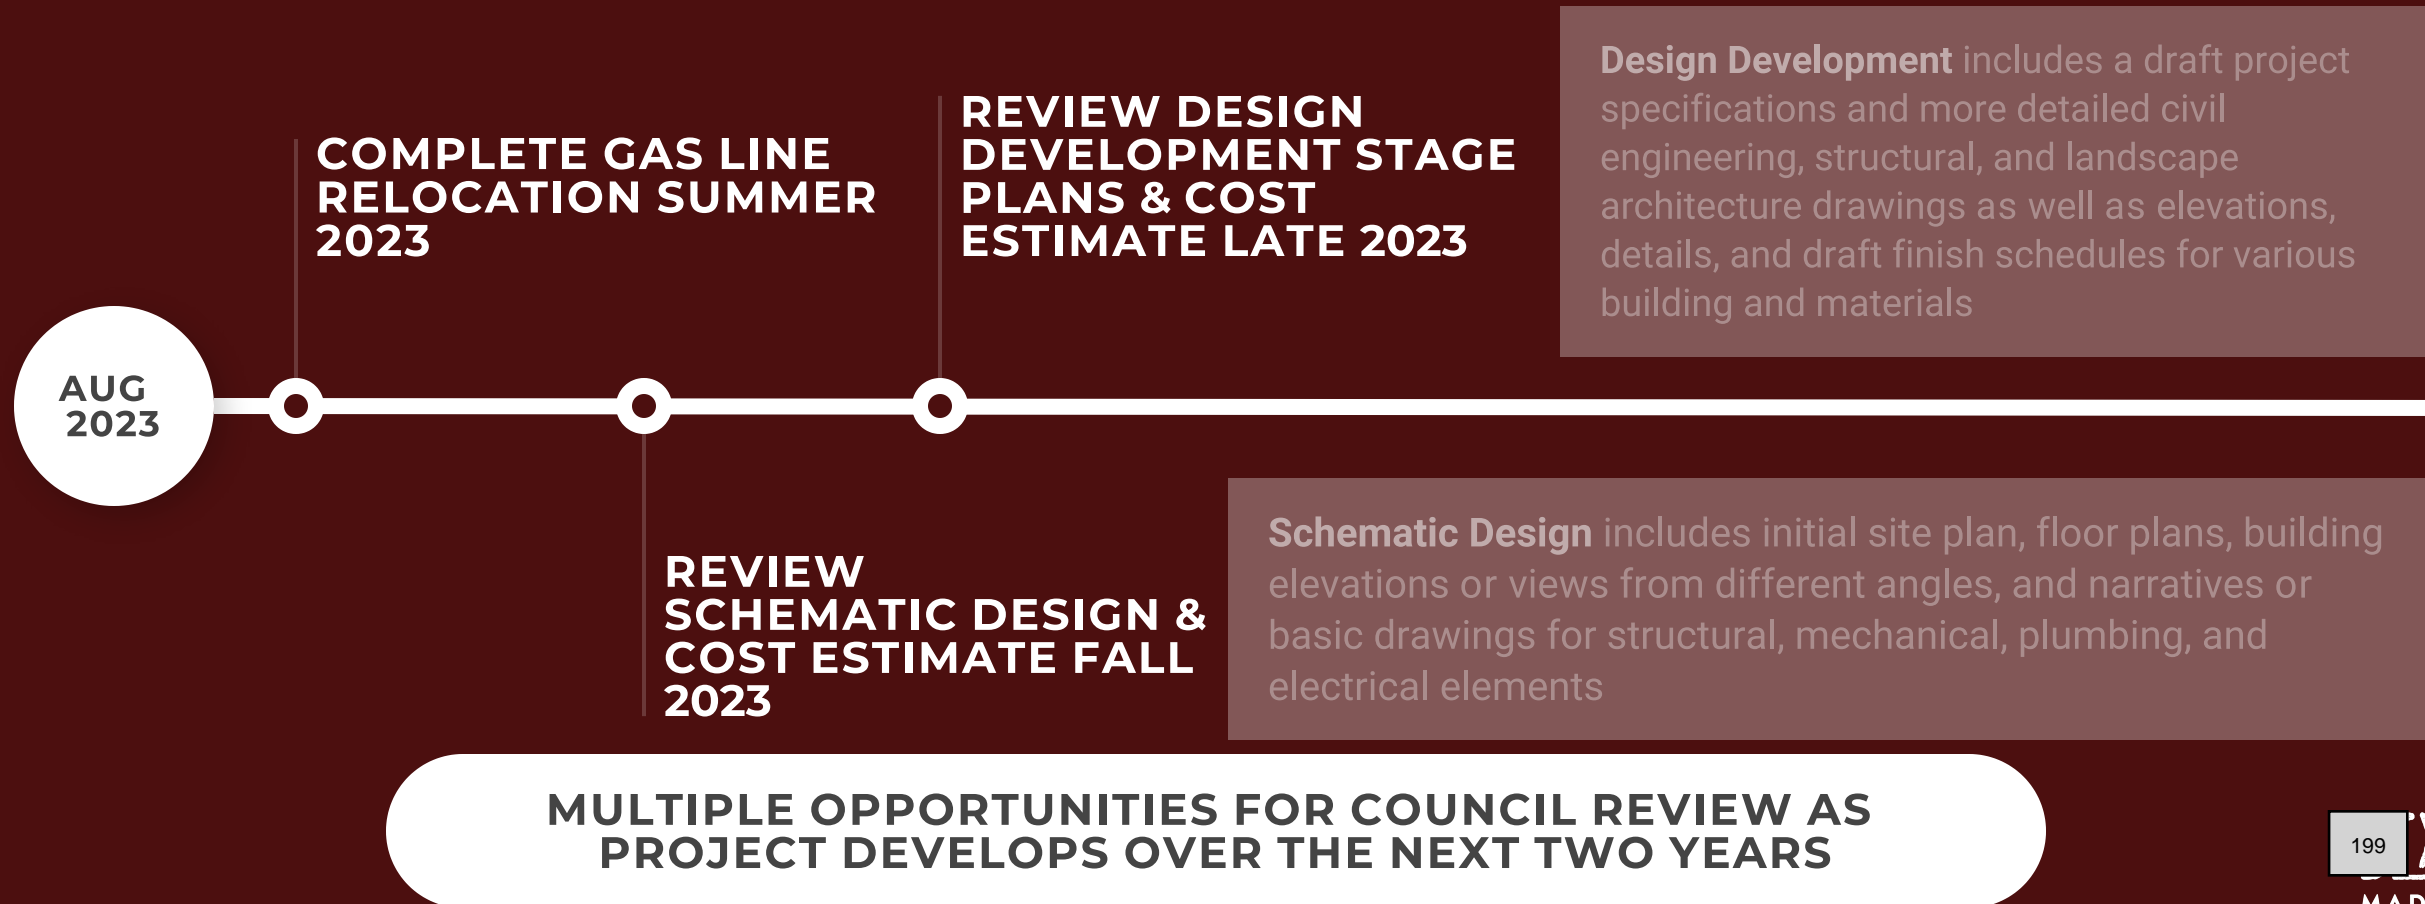 COMPLETE GAS LINE
RELOCATION SUMMER
2023
REVIEW DESIGN
DEVELOPMENT STAGE
PLANS & COST
ESTIMATE LATE 2023
Design Development includes a draft project
specifications and more detailed civil
engineering, structural, and landscape
architecture drawings as well as elevations,
details, and draft finish schedules for various
building and materials
AUG
2023
REVIEW
SCHEMATIC DESIGN &
COST ESTIMATE FALL
2023
Schematic Design includes initial site plan, floor plans, building
elevations or views from different angles, and narratives or
basic drawings for structural, mechanical, plumbing, and
electrical elements
MULTIPLE OPPORTUNITIES FOR COUNCIL REVIEW AS
PROJECT DEVELOPS OVER THE NEXT TWO YEARS
199